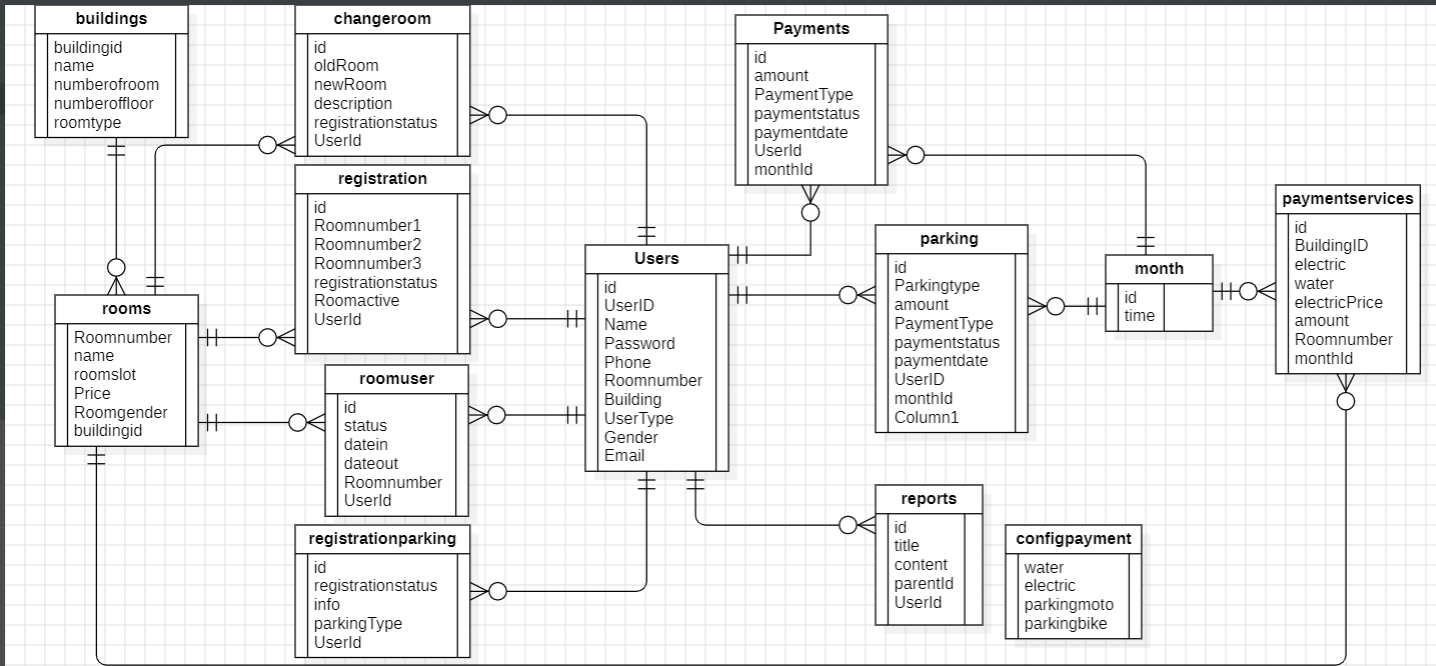 buildings
buildingid
name
numberofroom
numberoffloor
roomtype
changeroom
id
oldRoom
newRoom
description
registrationstatus
UserId
Payments
id
amount
PaymentType
paymentstatus
paymentdate
UserId
monthId
registration
id
Roomnumber1
Roomnumber2
Roomnumber3
registrationstatus
Roomactive
UserId
paymentservices
id
BuildingID
electric
water
electricPrice
amount
Roomnumber
monthId
parking
id
Parkingtype
amount
PaymentType
paymentstatus
paymentdate
UserID
monthId
Column1
Users
id
UserID
Name
Password
Phone
Roomnumber
Building
UserType
Gender
Email
month
id
time
rooms
Roomnumber
name
roomslot
Price
Roomgender
buildingid
roomuser
id
status
datein
dateout
Roomnumber
UserId
reports
id
title
content
parentId
UserId
registrationparking
id
registrationstatus
info
parkingType
UserId
configpayment
water
electric
parkingmoto
parkingbike